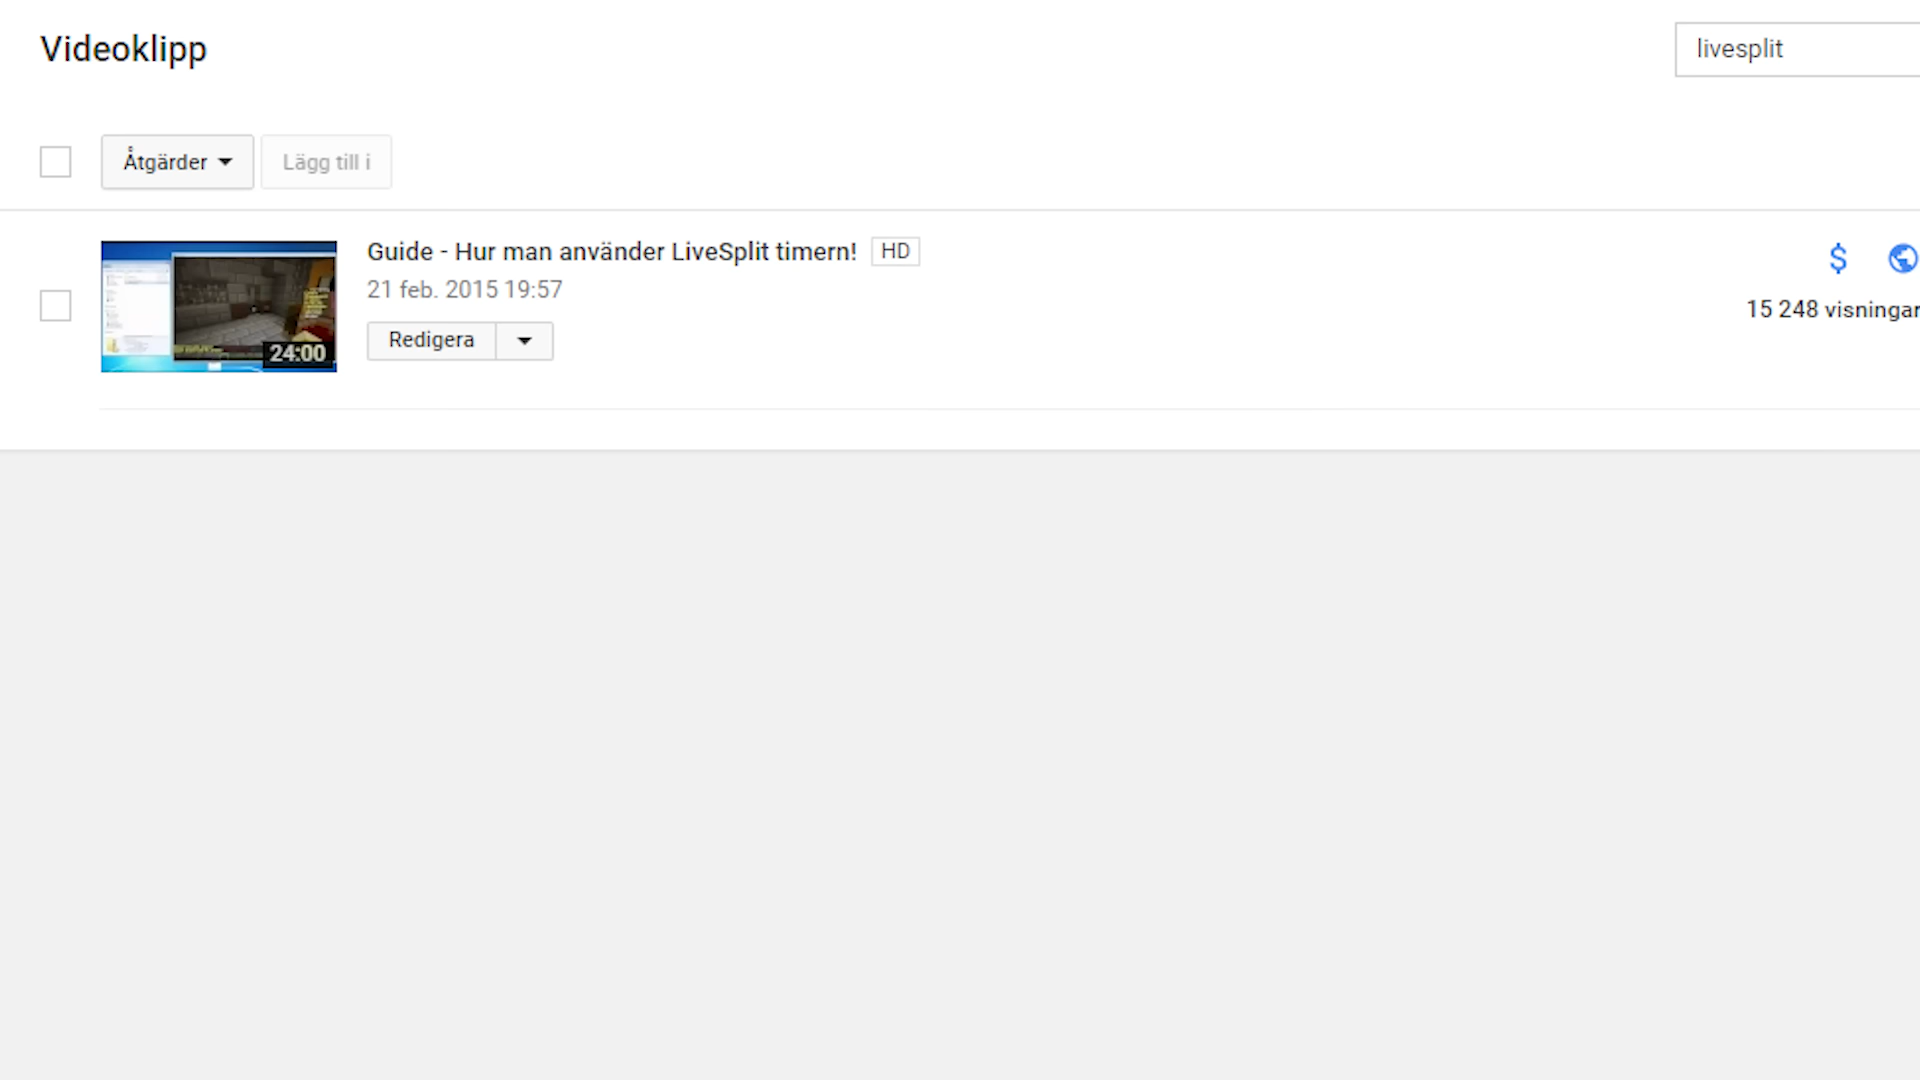 Videoklipp
livesplit
Åtgärder
Lägg till i
Guide - Hur man använder LiveSplit timern! HD
21 feb. 2015 19:57
15 248 visningar
Redigera
24:00